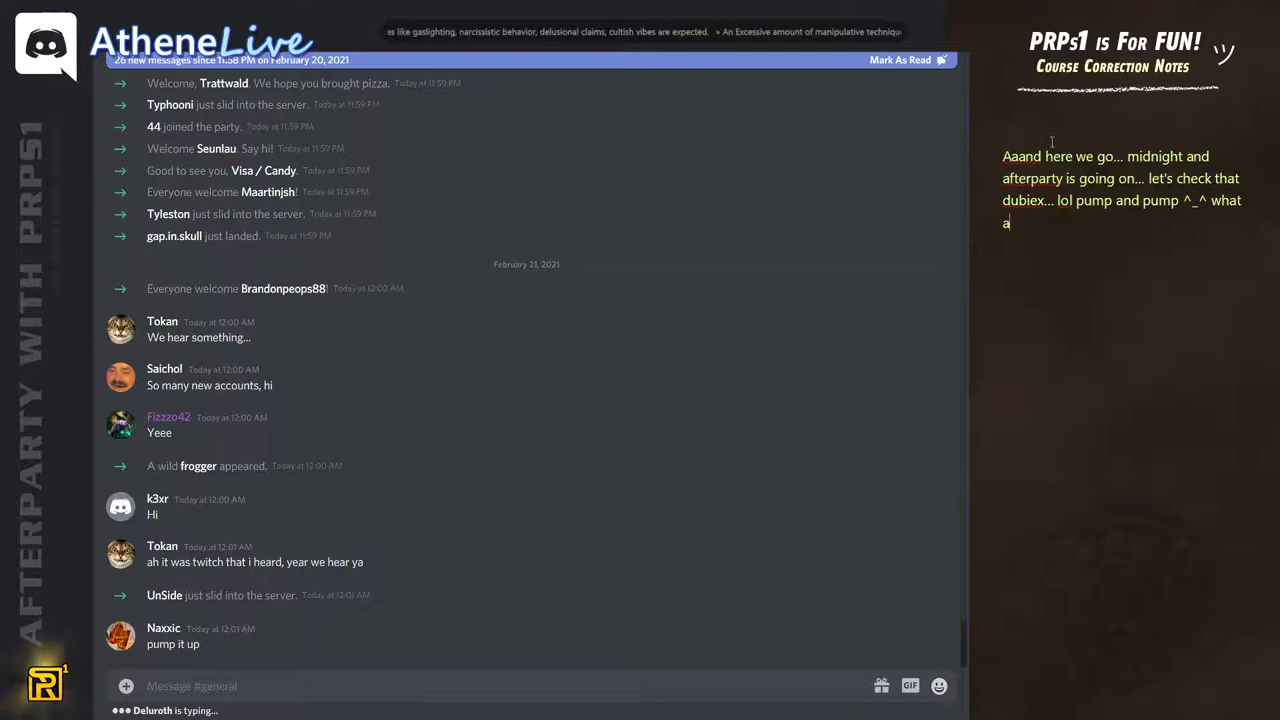 AtheneLive
es like gaslighting, narcissistic behavior, delusional claims, cultish vibes are expected. » An Excessive amount of manipulative technique
26 new messages since 11:58 PM on February 20, 2021 Mark As Read
Welcome, Trattwald. We hope you brought pizza. Today at 11:59 PM
Typhooni just slid into the server. Today at 11:59 PM
44 joined the party. Today at 11:59 PM
Welcome Seunlau. Say hi! Today at 11:59 PM
Good to see you, Visa / Candy. Today at 11:59 PM
Everyone welcome Maartinjsh! Today at 11:59 PM
Tyleston just slid into the server. Today at 11:59 PM
gap.in.skull just landed. Today at 11:59 PM
February 21, 2021
Everyone welcome Brandonpeops88! Today at 12:00 AM
Tokan Today at 12:00 AM
We hear something...
Saichol Today at 12:00 AM
So many new accounts, hi
Fizzzo42 Today at 12:00 AM
Yeee
A wild frogger appeared. Today at 12:00 AM
k3xr Today at 12:00 AM
Hi
Tokan Today at 12:01 AM
ah it was twitch that i heard, year we hear ya
UnSide just slid into the server. Today at 12:01 AM
Naxxic Today at 12:01 AM
pump it up
Message #general
GIF
Deluroth is typing...
AFTERPARTY WITH PRPS1
R1
PRPs1 is For FUN!
Course Correction Notes
ツ
Aaand here we go... midnight and
afterparty is going on... let's check that
dubiex... lol pump and pump ^_^ what
a